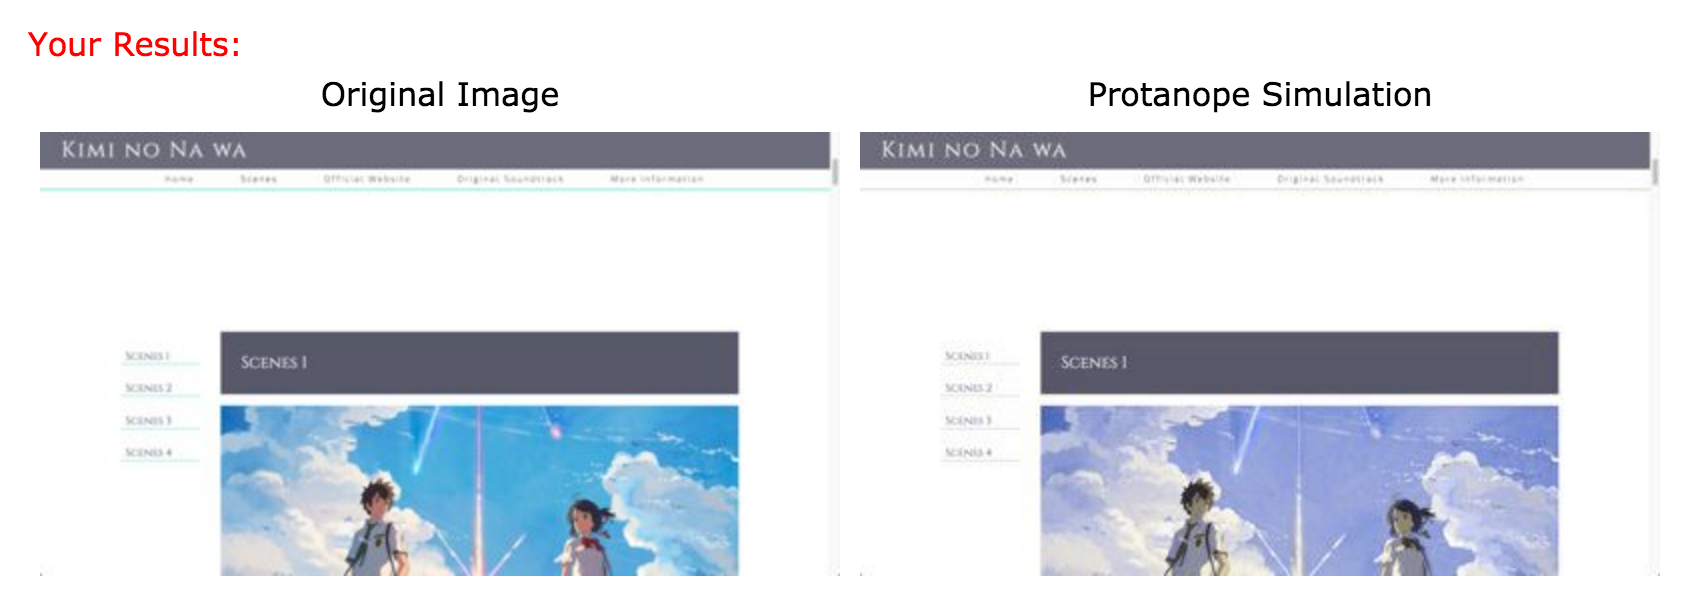 Your Results:
Original Image
Protanope Simulation
Kimi no Na wa
Home Scenes Official Website Original Soundtrack More Information
Scenes 1
Scenes 2
Scenes 3
Scenes 4
Scenes 1
Kimi no Na wa
Home Scenes Official Website Original Soundtrack More Information
Scenes 1
Scenes 2
Scenes 3
Scenes 4
Scenes 1